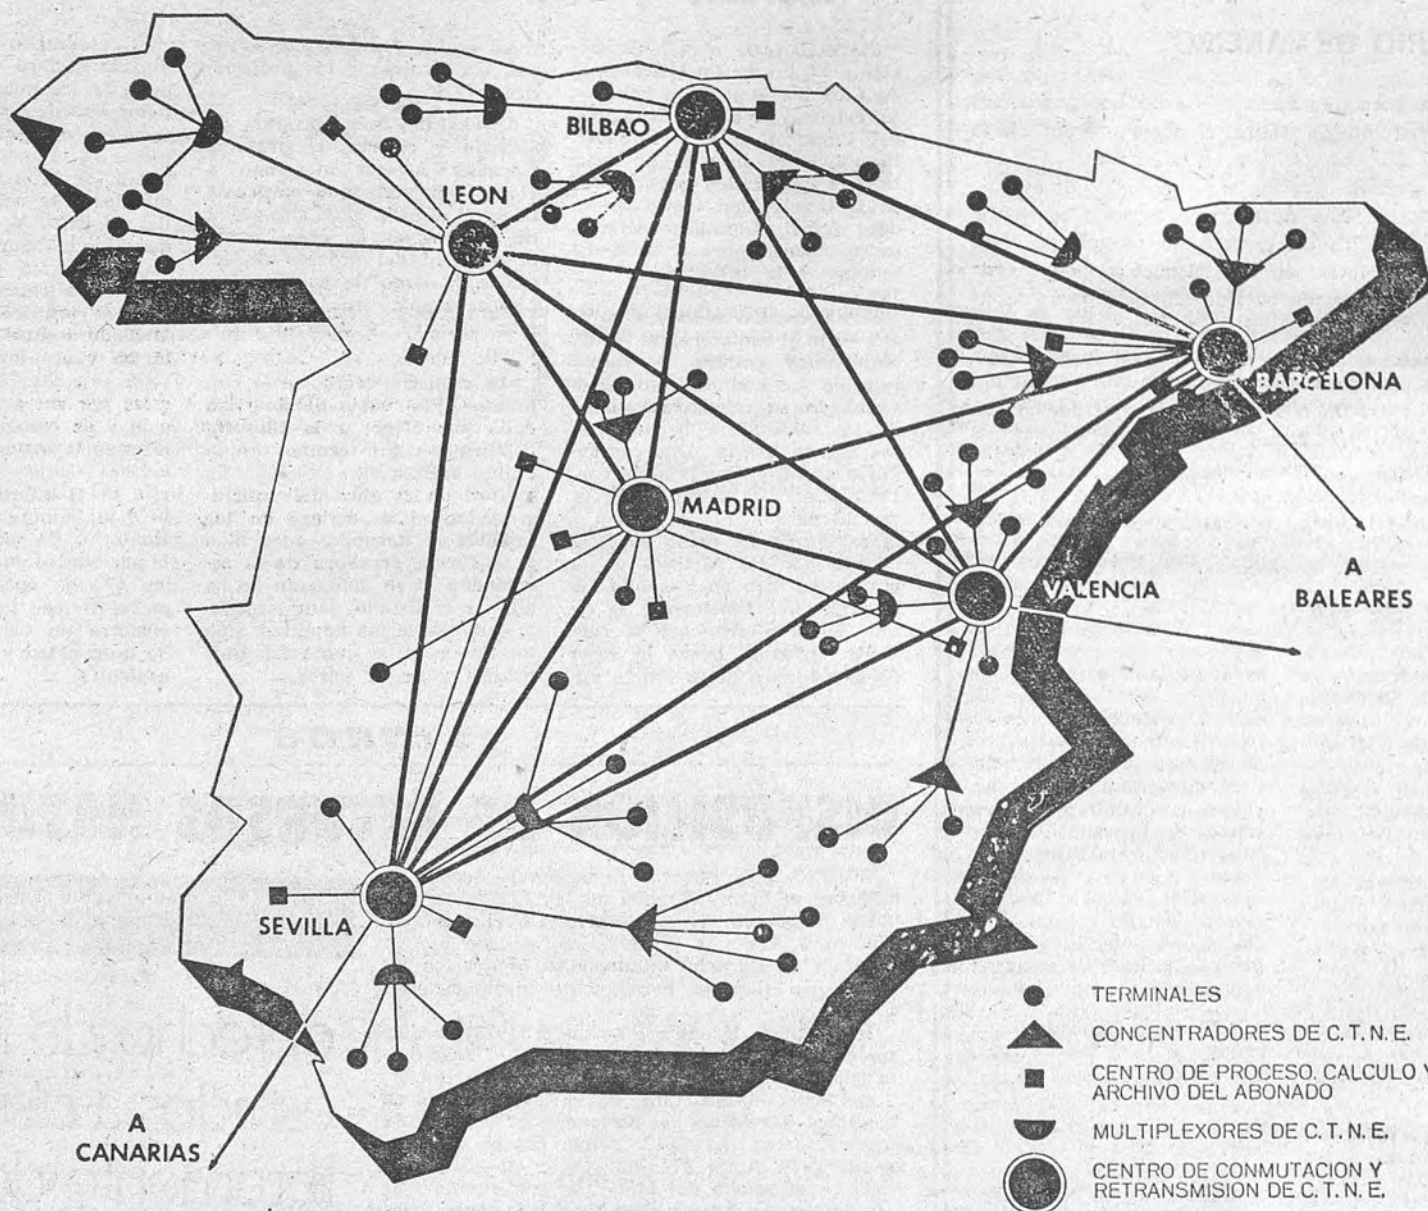 BILBAO
LEON
BARCELONA
MADRID
VALENCIA
A
BALEARES
SEVILLA
A
CANARIAS
TERMINALES
CONCENTRADORES DE C.T.N.E.
CENTRO DE PROCESO, CALCULO Y
ARCHIVO DEL ABONADO
MULTIPLEXORES DE C.T.N.E.
CENTRO DE CONMUTACION Y
RETRANSMISION DE C.T.N.E.